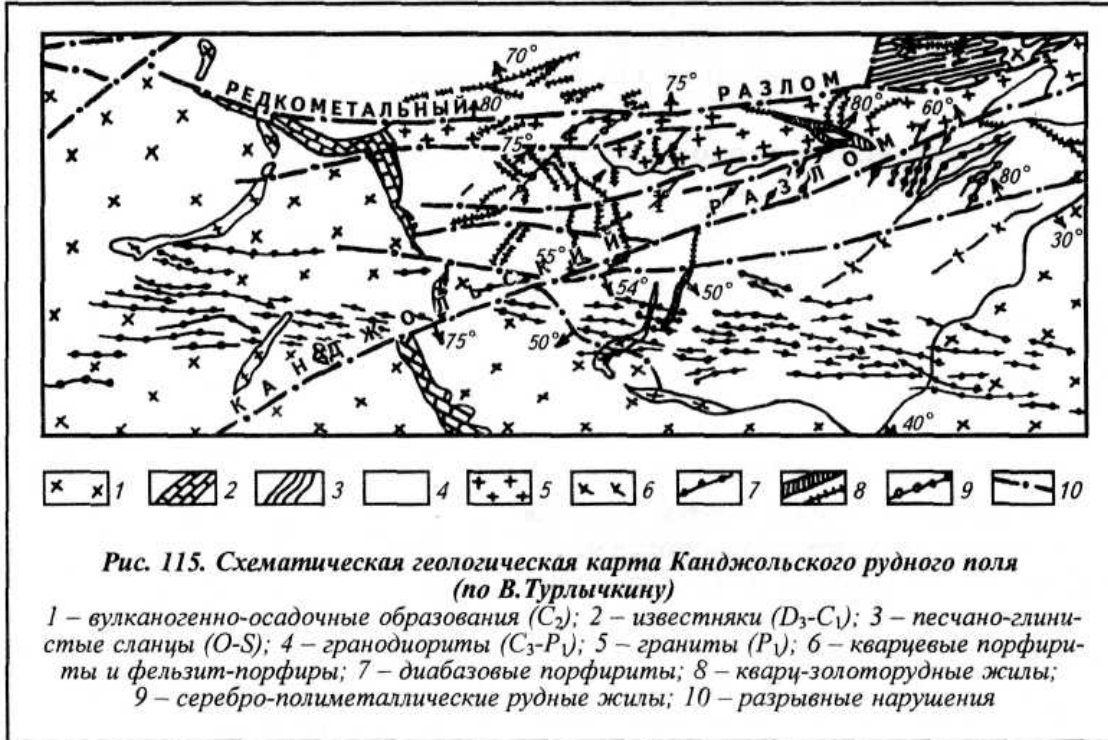 70°
РЕДКОМЕТАЛЬНЫЙ РАЗЛОМ
80° 75° 80° 60°
75°
80°
КАНДЖОЛЬСКИЙ РАЗЛОМ
30°
55° 54° 50°
75° 50°
40°
1 2 3 4 5 6 7 8 9 10
Рис. 115. Схематическая геологическая карта Канджольского рудного поля
(по В.Турлычкину)
1 – вулканогенно-осадочные образования (C₂); 2 – известняки (D₃-C₁); 3 – песчано-глини-
стые сланцы (O-S); 4 – гранодиориты (C₃-P₁); 5 – граниты (P₁); 6 – кварцевые порфири-
ты и фельзит-порфиры; 7 – диабазовые порфириты; 8 – кварц-золоторудные жилы;
9 – серебро-полиметаллические рудные жилы; 10 – разрывные нарушения